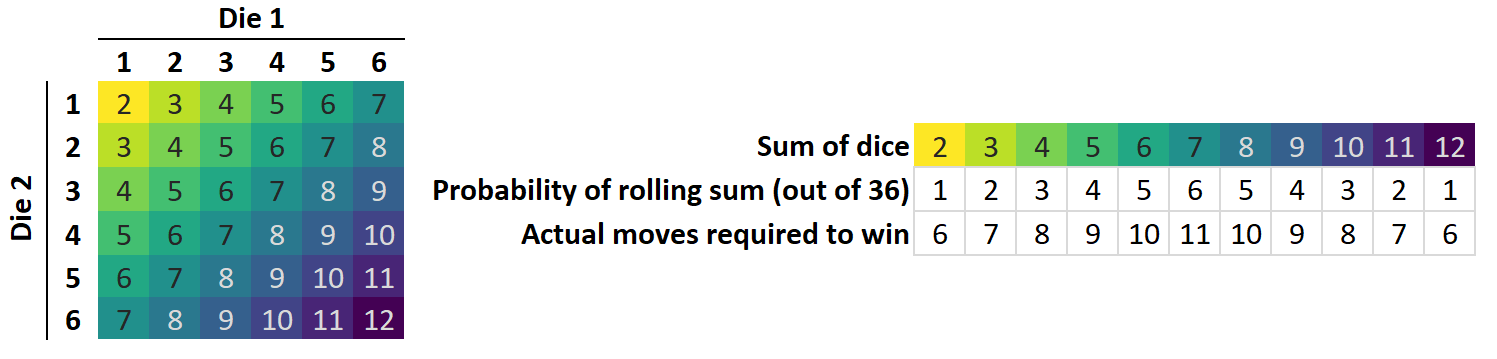 Die 1
1 2 3 4 5 6
Die 2
1 2 3 4 5 6 7
2 3 4 5 6 7 8
3 4 5 6 7 8 9
4 5 6 7 8 9 10
5 6 7 8 9 10 11
6 7 8 9 10 11 12
Sum of dice 2 3 4 5 6 7 8 9 10 11 12
Probability of rolling sum (out of 36) 1 2 3 4 5 6 5 4 3 2 1
Actual moves required to win 6 7 8 9 10 11 10 9 8 7 6